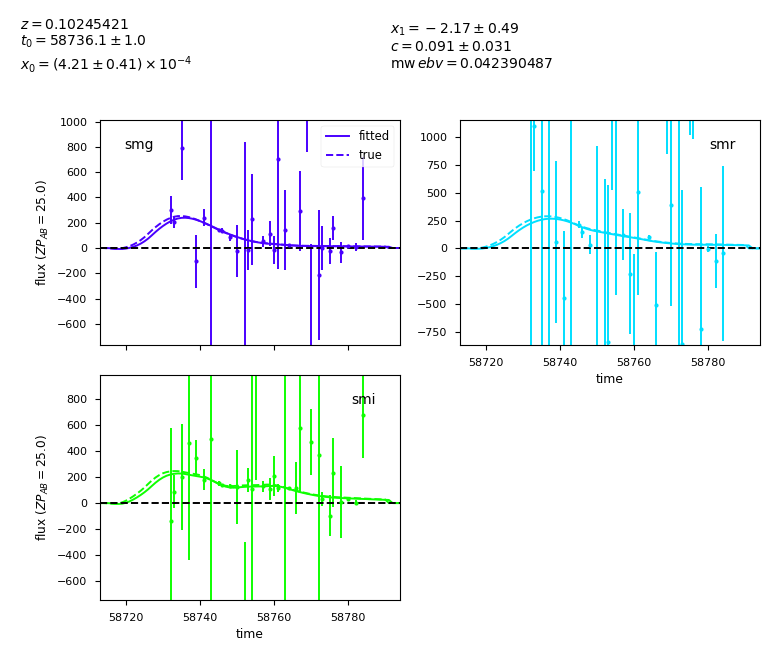 z = 0.10245421
t₀ = 58736.1 ± 1.0
x₀ = (4.21 ± 0.41) × 10⁻⁴
x₁ = −2.17 ± 0.49
c = 0.091 ± 0.031
mw ebv = 0.042390487
smg
fitted
true
1000
800
600
400
200
0
−200
−400
−600
flux (ZP_AB = 25.0)
smr
1000
750
500
250
0
−250
−500
−750
58720 58740 58760 58780
time
smi
800
600
400
200
0
−200
−400
−600
flux (ZP_AB = 25.0)
58720 58740 58760 58780
time